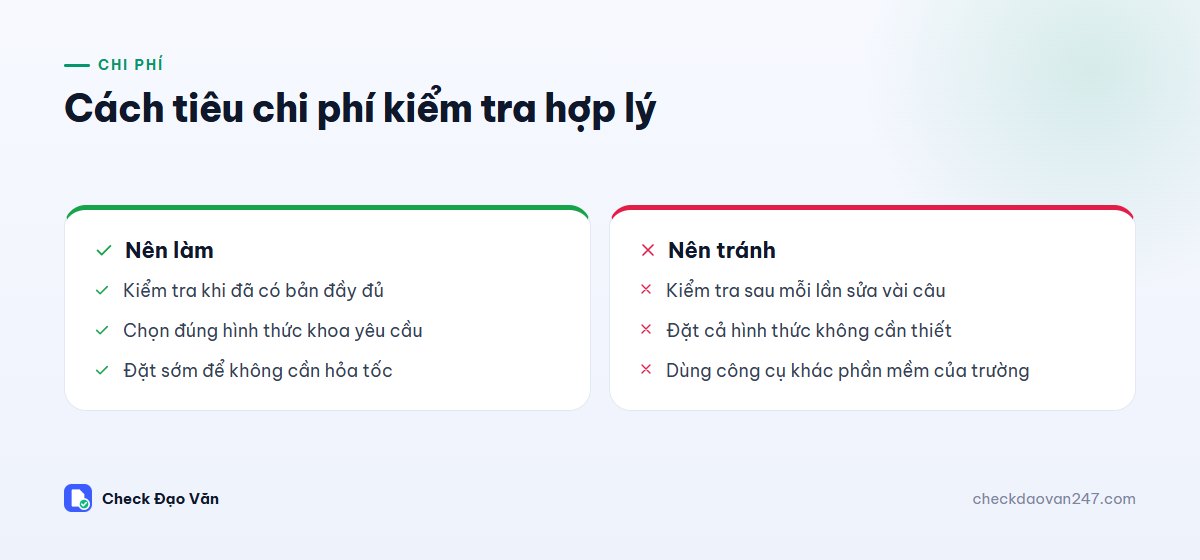 CHI PHÍ
Cách tiêu chi phí kiểm tra hợp lý
Nên làm
Kiểm tra khi đã có bản đầy đủ
Chọn đúng hình thức khoa yêu cầu
Đặt sớm để không cần hỏa tốc
Nên tránh
Kiểm tra sau mỗi lần sửa vài câu
Đặt cả hình thức không cần thiết
Dùng công cụ khác phần mềm của trường
Check Đạo Văn
checkdaovan247.com